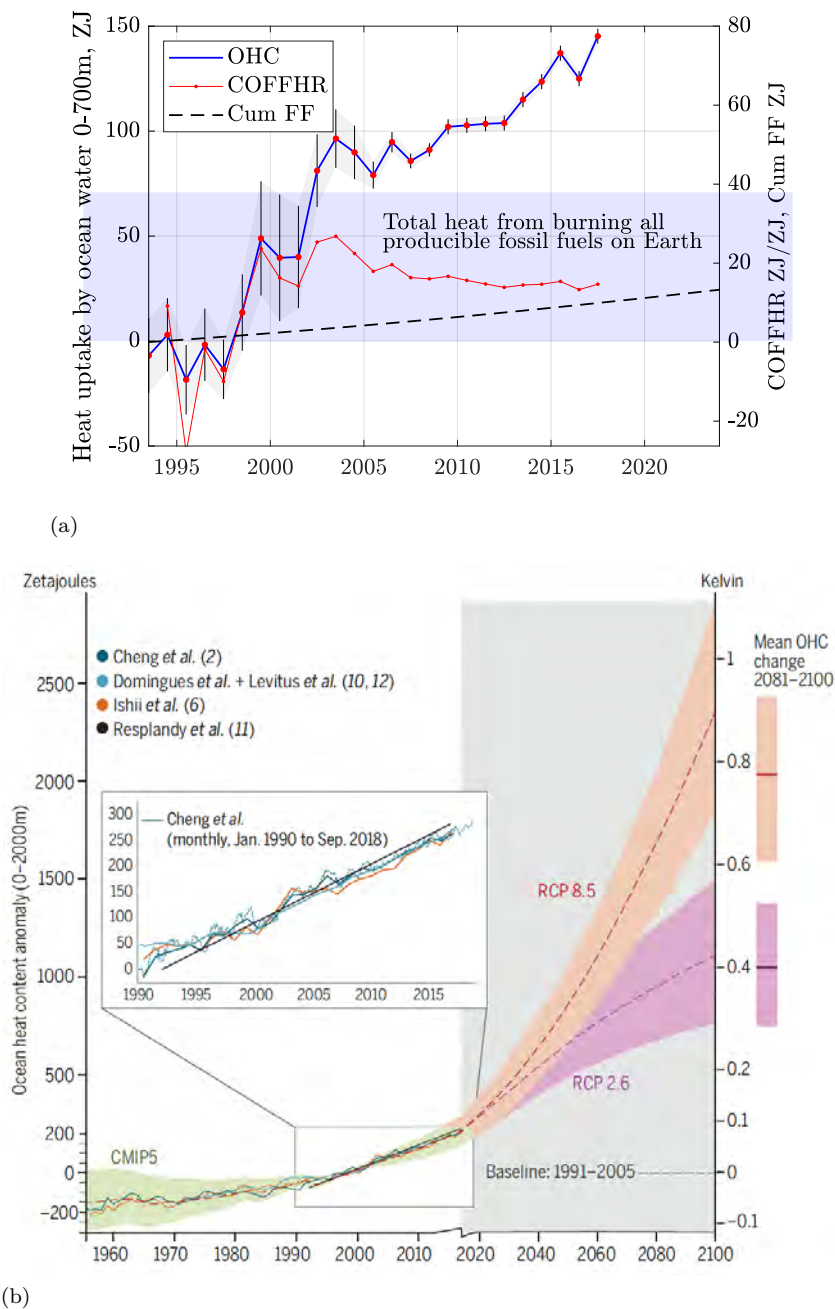 150
100
50
0
-50
Heat uptake by ocean water 0-700m, ZJ
OHC
COFFHR
Cum FF
Total heat from burning all
producible fossil fuels on Earth
80
60
40
20
0
-20
COFFHR ZJ/ZJ, Cum FF ZJ
1995 2000 2005 2010 2015 2020
(a)
Zetajoules
Kelvin
Cheng et al. (2)
Domingues et al. + Levitus et al. (10, 12)
Ishii et al. (6)
Resplandy et al. (11)
Mean OHC
change
2081–2100
2500
2000
1500
1000
500
200
0
−200
Ocean heat content anomaly (0–2000m)
300
250
200
150
100
50
0
Cheng et al.
(monthly, Jan. 1990 to Sep. 2018)
1990 1995 2000 2005 2010 2015
RCP 8.5
RCP 2.6
CMIP5
Baseline: 1991–2005
1
0.8
0.6
0.4
0.2
0.1
0
−0.1
1960 1970 1980 1990 2000 2010 2020 2040 2060 2080 2100
(b)